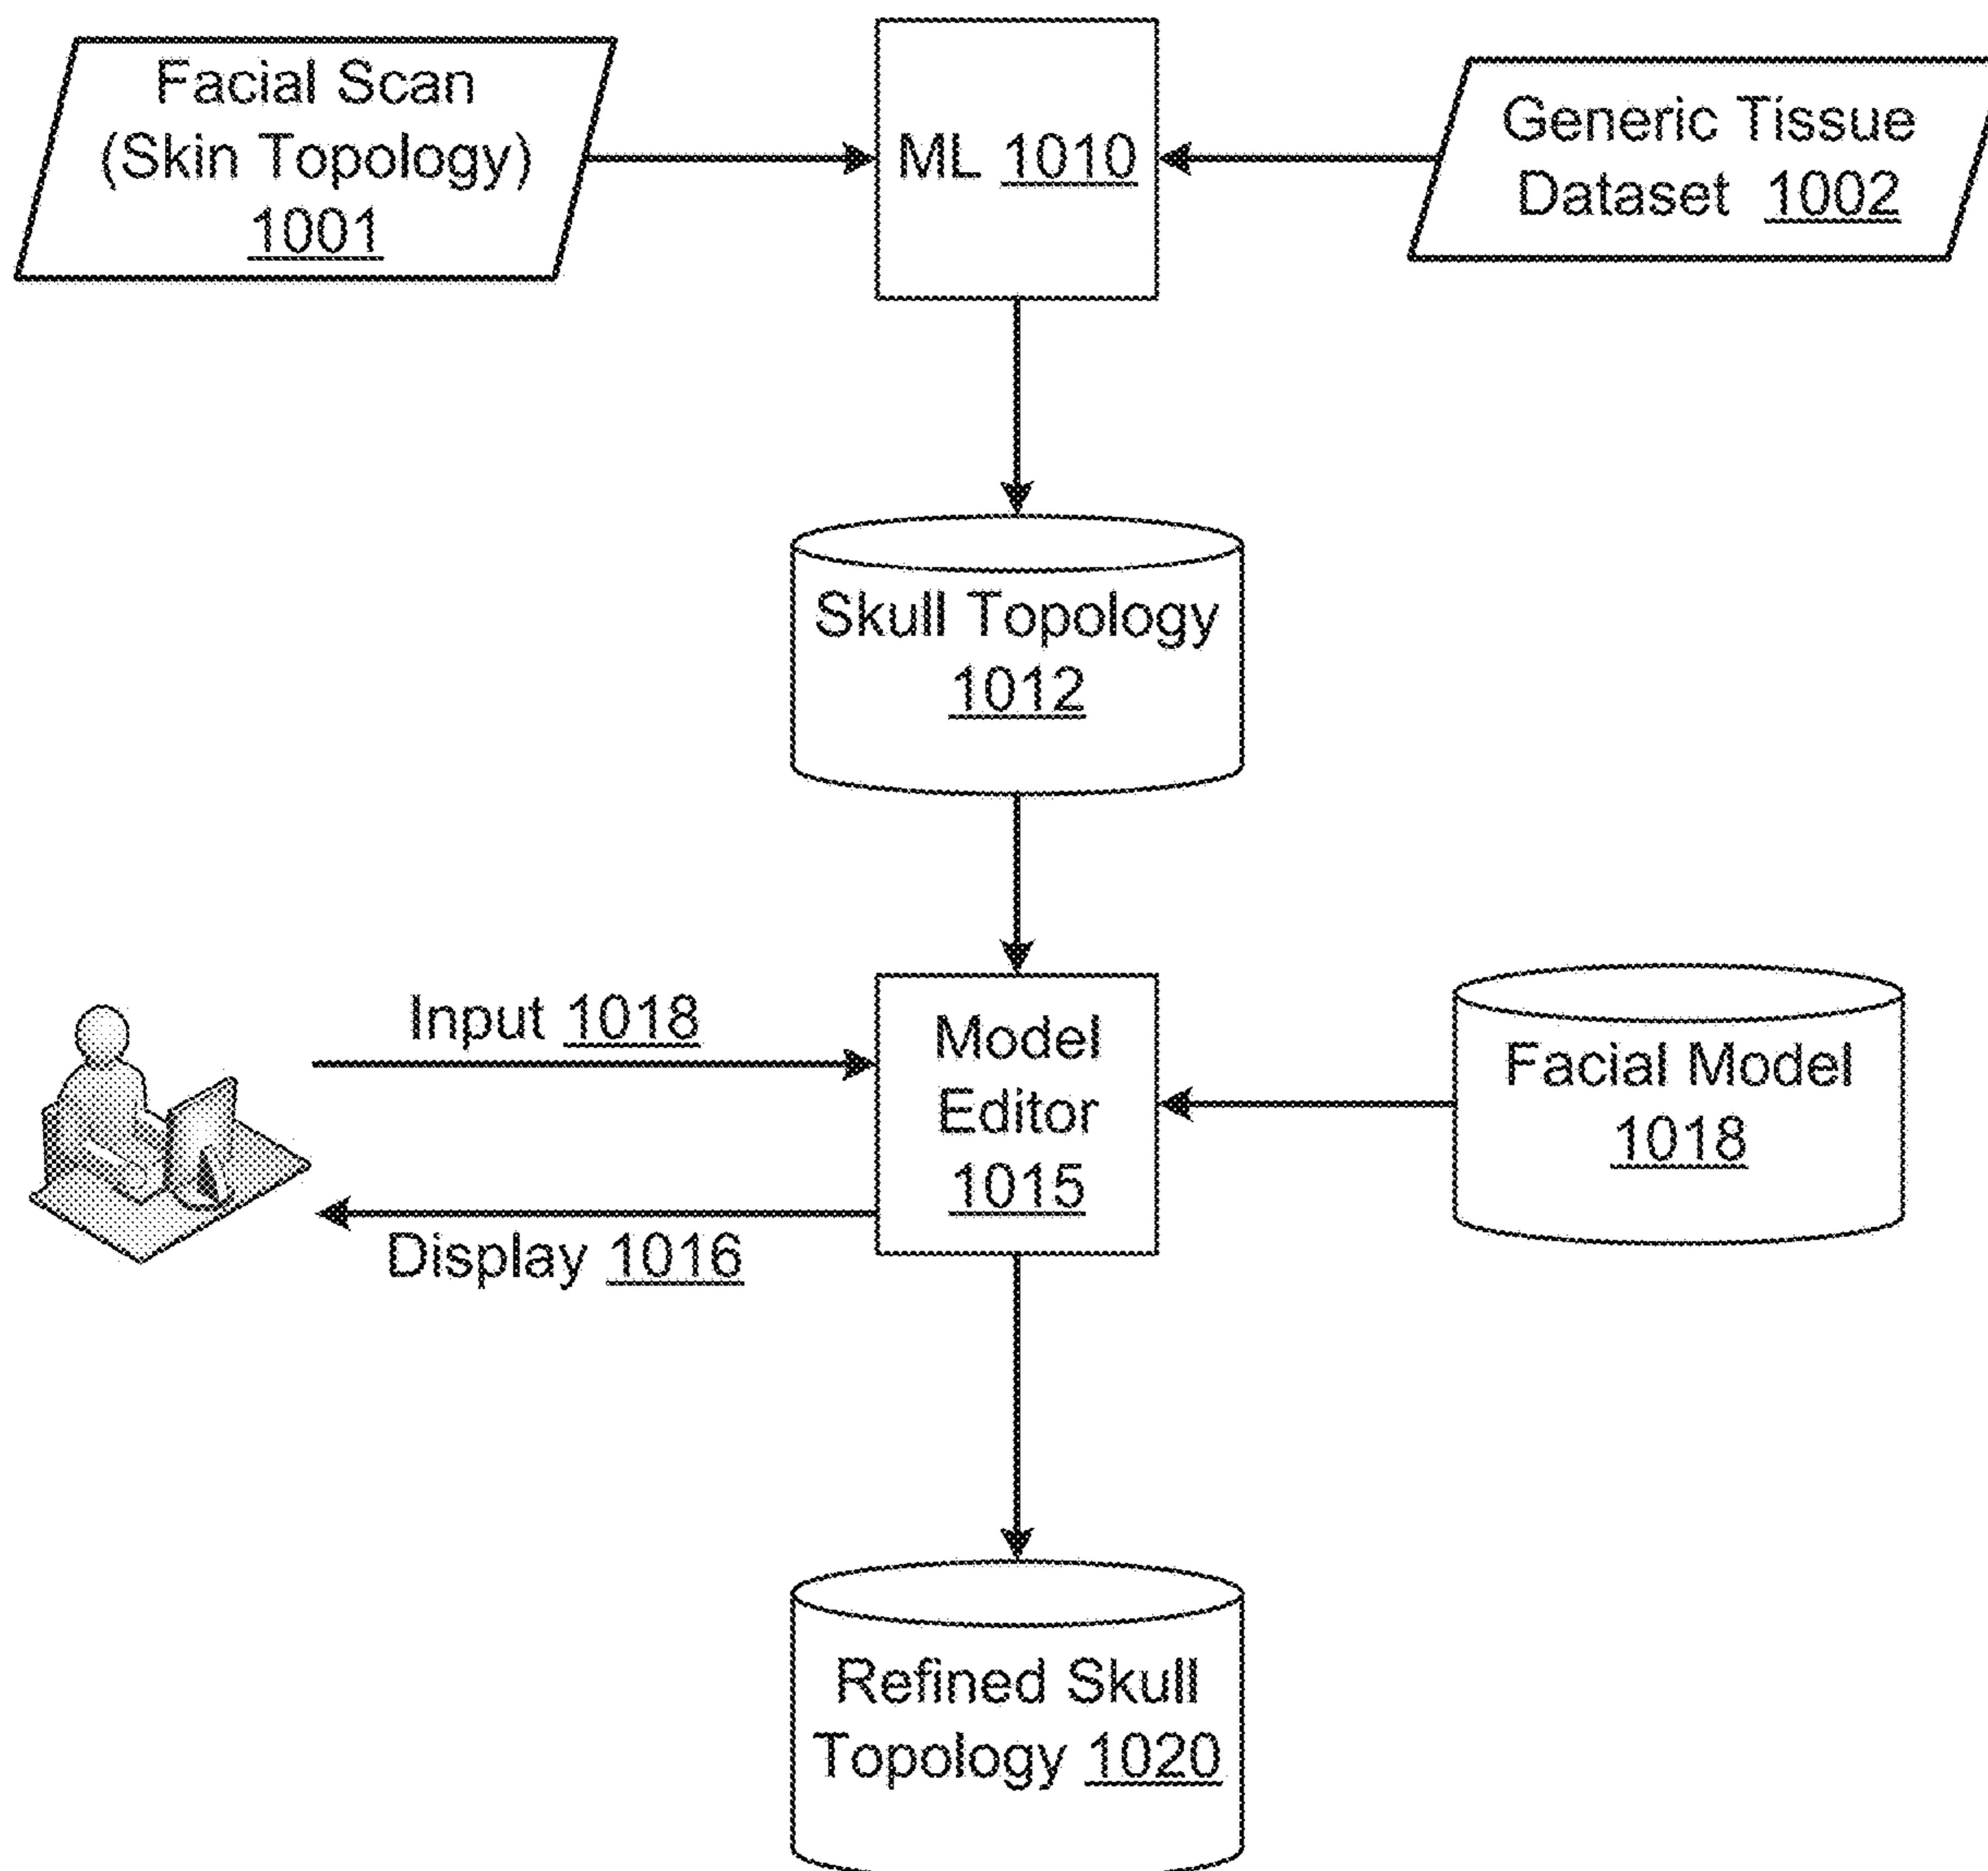 Facial Scan
(Skin Topology)
1001
ML 1010
Generic Tissue
Dataset 1002
Skull Topology
1012
Input 1018
Model
Editor
1015
Facial Model
1018
Display 1016
Refined Skull
Topology 1020